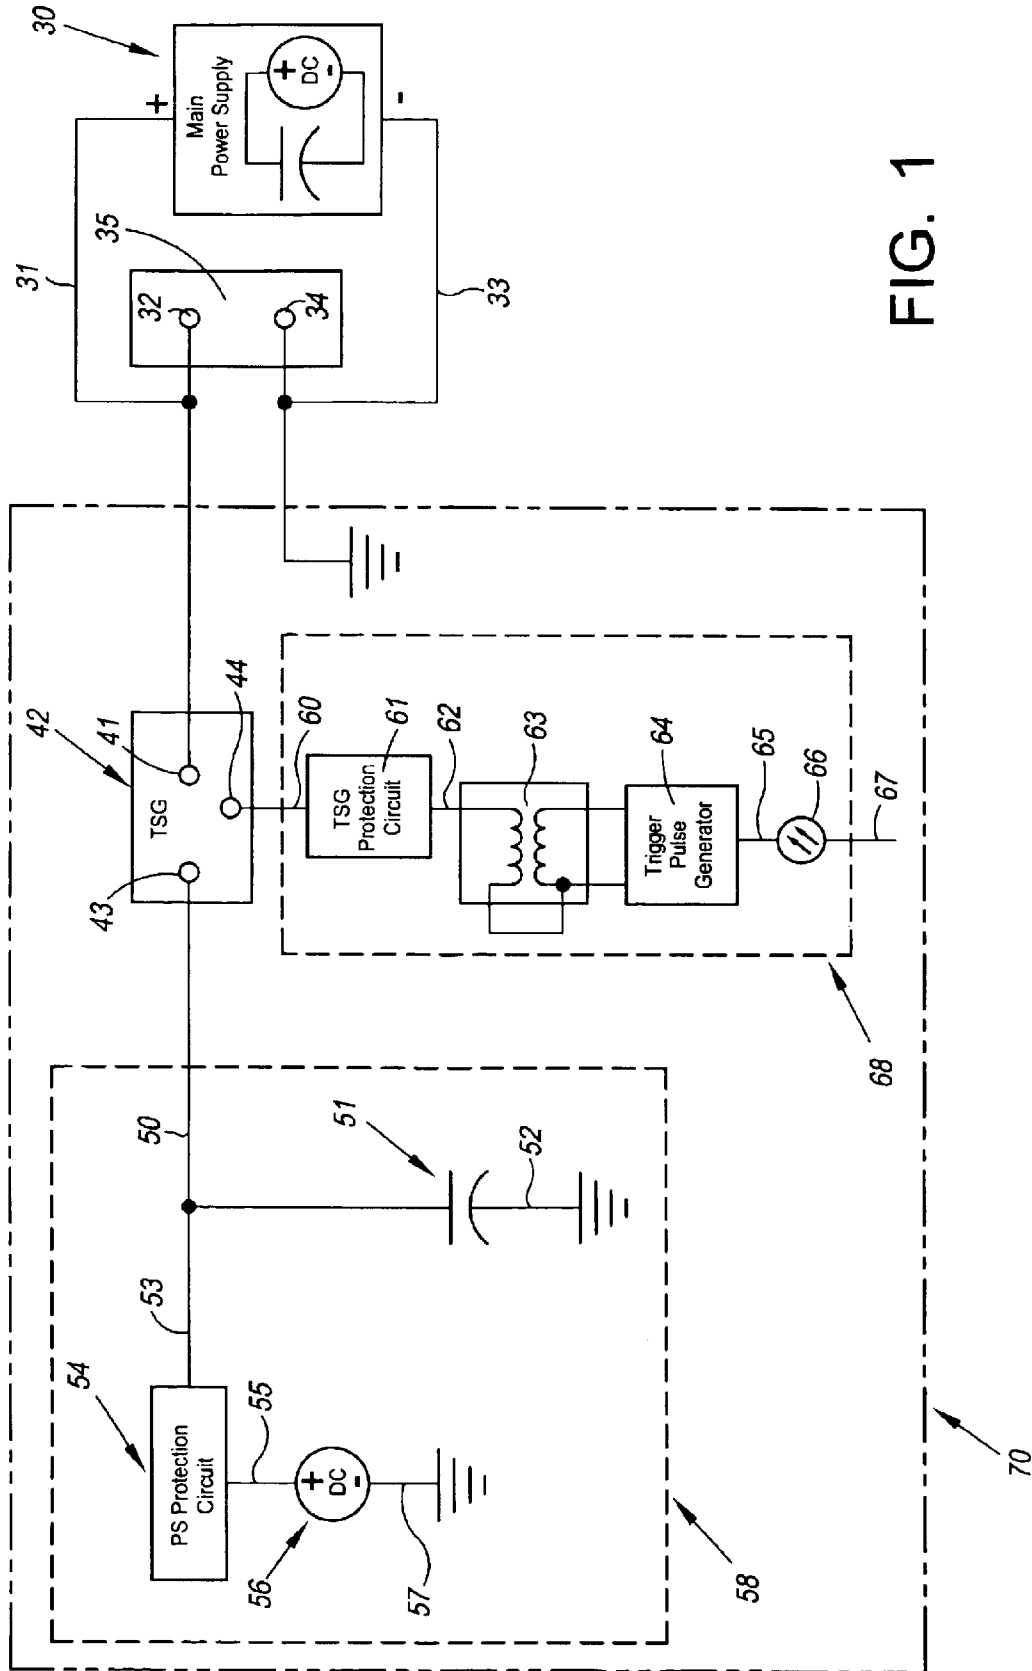 30
Main
Power Supply
+
-
+
DC
-
31
33
35
32
34
42
TSG
41
43
44
60
TSG
Protection
Circuit
61
62
63
Trigger
Pulse
Generator
64
65
66
67
68
50
51
52
53
54
PS Protection
Circuit
55
+
DC
-
56
57
58
70
FIG. 1